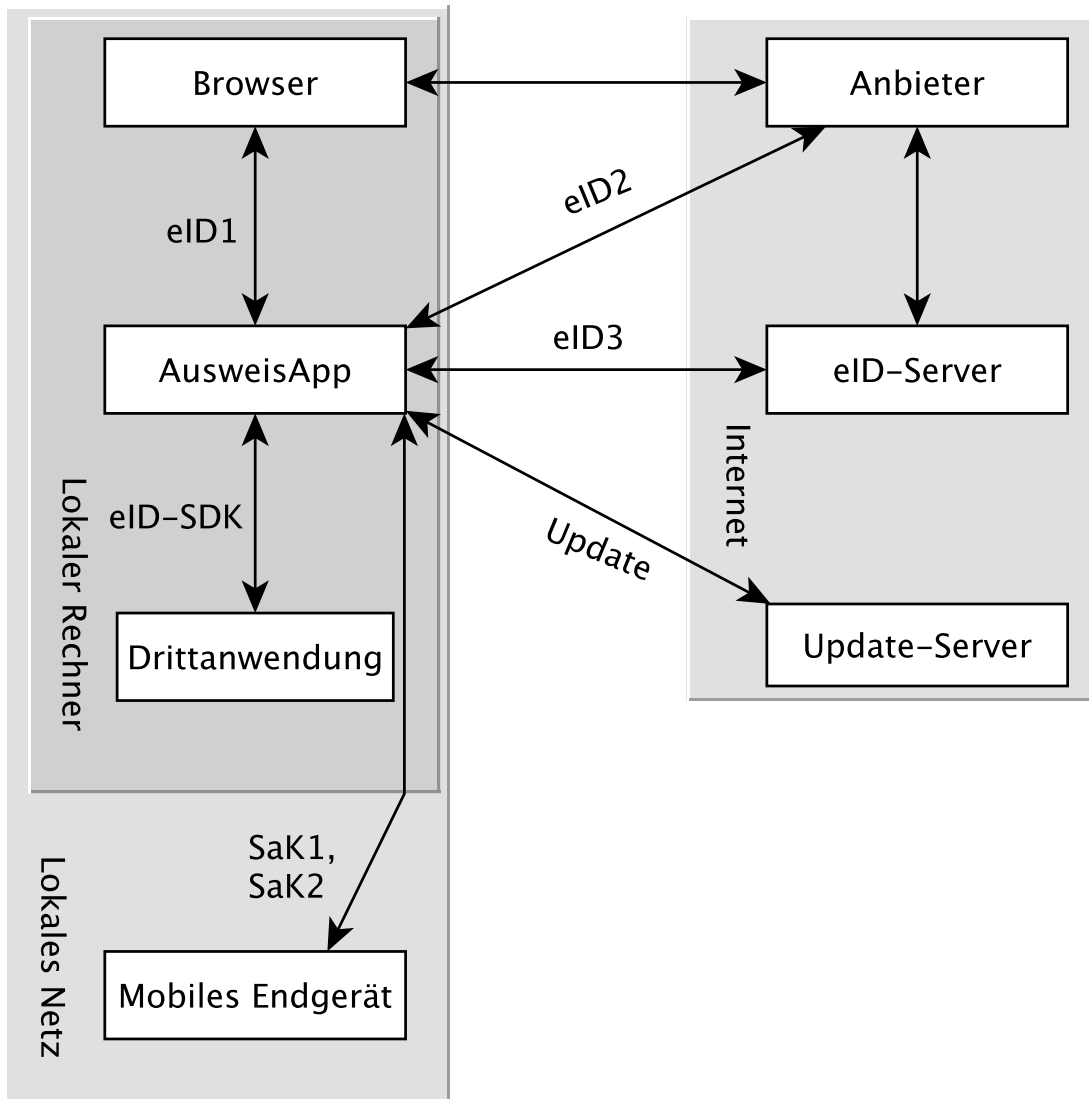 Browser
Anbieter
eID2
eID1
AusweisApp
eID3
eID-Server
Internet
Lokaler Rechner
eID-SDK
Update
Drittanwendung
Update-Server
SaK1,
SaK2
Lokales Netz
Mobiles Endgerät